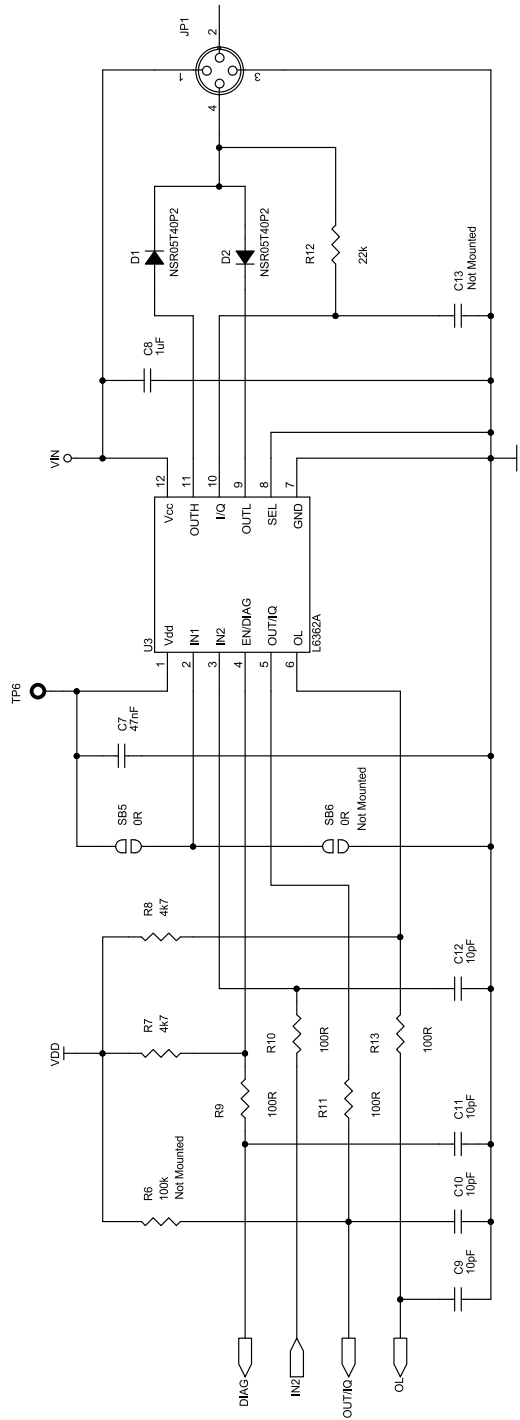 DIAG
IN2
OUT/IQ
OL
R6
100k
Not Mounted
C9
10pF
C10
10pF
C11
10pF
VDD
R7
4k7
R8
4k7
R9
100R
R11
100R
R10
100R
R13
100R
C12
10pF
SB5
0R
SB6
0R
Not Mounted
TP6
C7
47nF
U3
L6362A
1
2
3
4
5
6
Vdd
IN1
IN2
EN/DIAG
OUT/IQ
OL
Vcc
OUTH
I/Q
OUTL
SEL
GND
12
11
10
9
8
7
VIN
C8
1uF
D1
NSR05T40P2
D2
NSR05T40P2
R12
22k
C13
Not Mounted
JP1
1
2
3
4